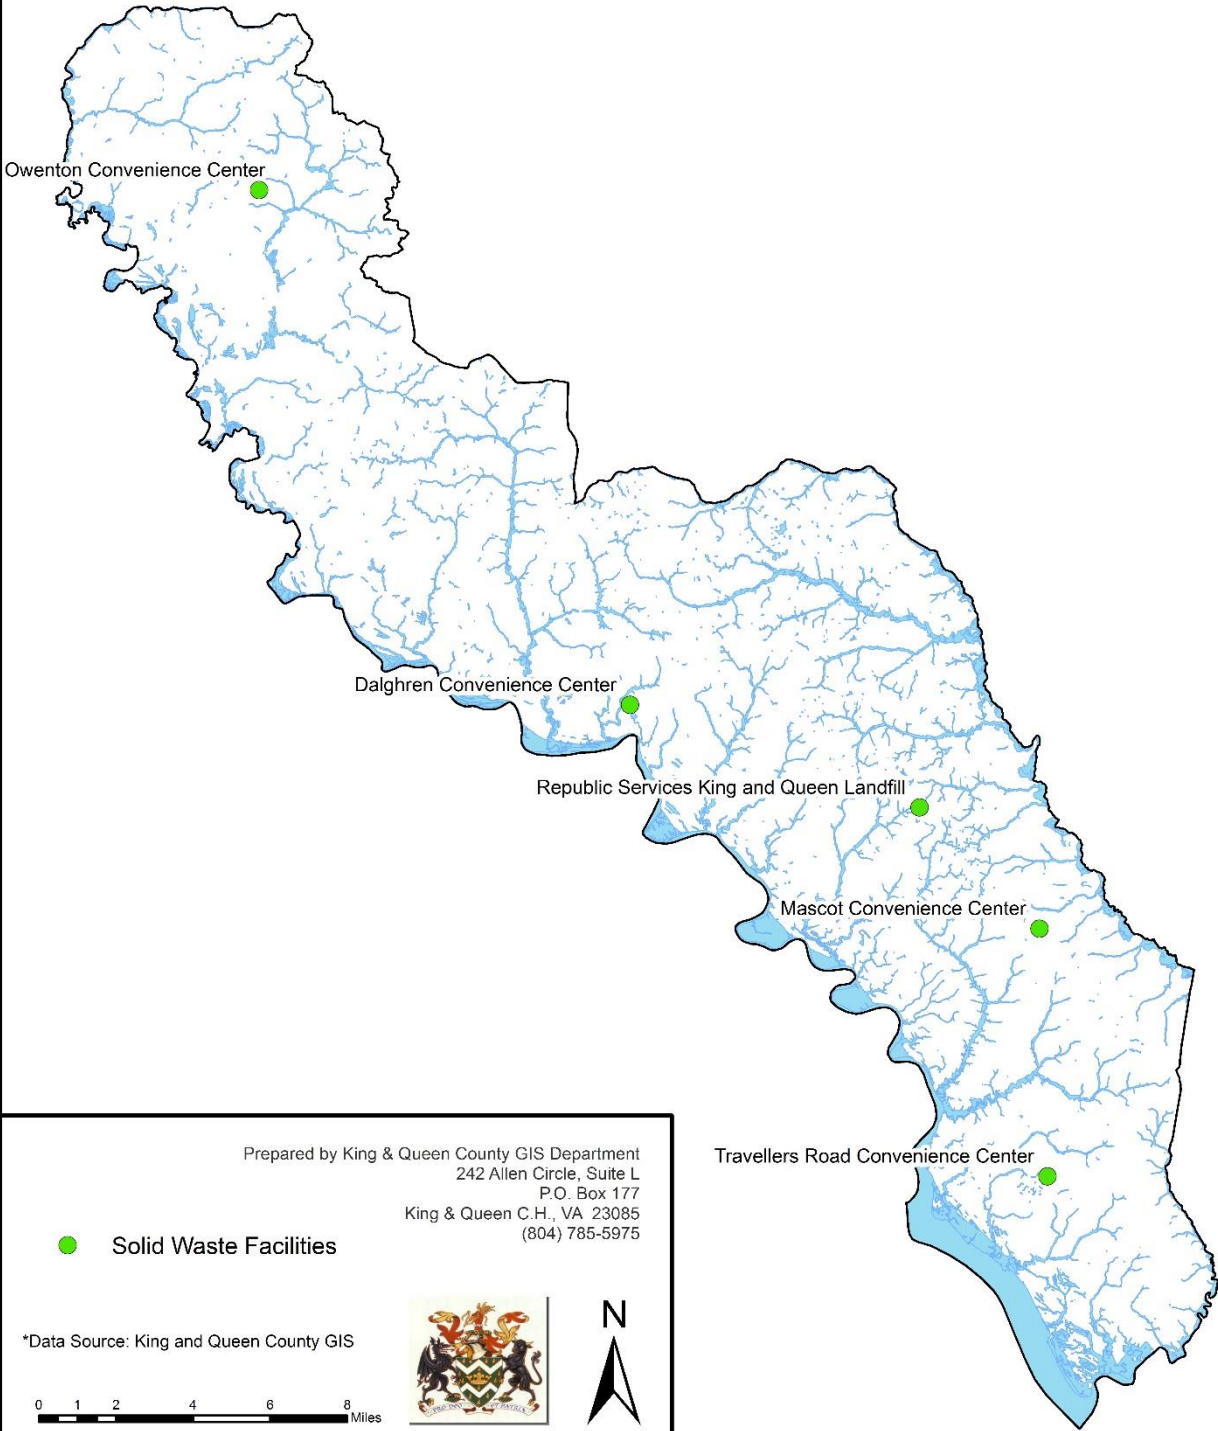 Owenton Convenience Center
Dalghren Convenience Center
Republic Services King and Queen Landfill
Mascot Convenience Center
Travellers Road Convenience Center
Prepared by King & Queen County GIS Department
242 Allen Circle, Suite L
P.O. Box 177
King & Queen C.H., VA  23085
(804) 785-5975
Solid Waste Facilities
*Data Source: King and Queen County GIS
N
0 1 2 4 6 8 Miles